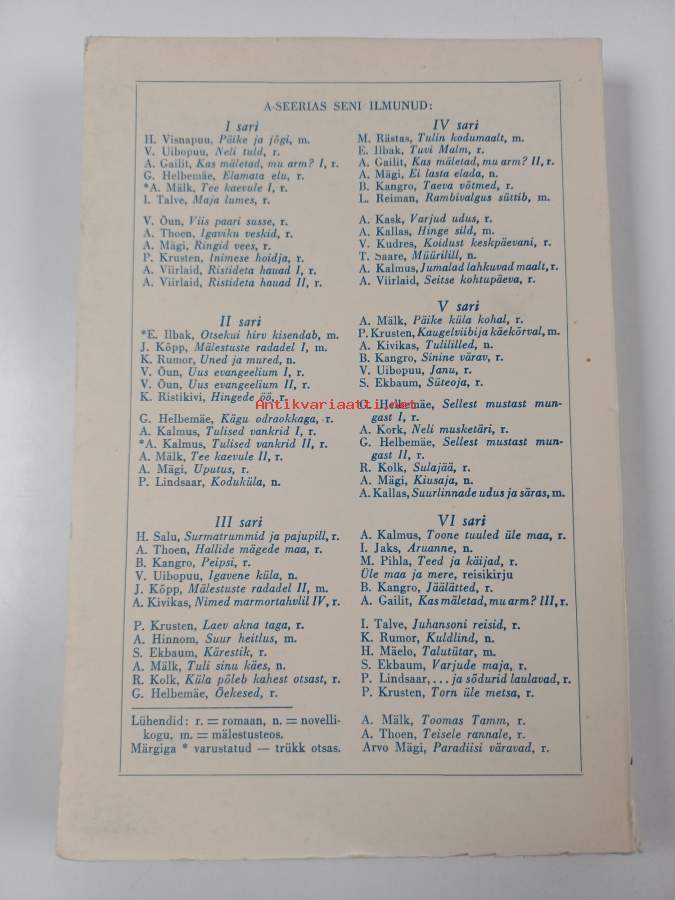 A-SEERIAS SENI ILMUNUD:
I sari
H. Visnapuu, Päike ja jõgi, m.
V. Uibopuu, Neli tuld, r.
A. Gailit, Kas mäletad, mu arm? I, r.
G. Helbemäe, Elamata elu, r.
*A. Mälk, Tee kaevule I, r.
I. Talve, Maja lumes, r.
V. Õun, Viis paari susse, r.
A. Thoen, Igaviku veskid, r.
A. Mägi, Ringid vees, r.
P. Krusten, Inimese hoidja, r.
A. Viirlaid, Ristideta hauad I, r.
A. Viirlaid, Ristideta hauad II, r.
II sari
*E. Ilbak, Otsekui hirv kisendab, m.
J. Kõpp, Mälestuste radadel I, m.
K. Rumor, Uned ja mured, n.
V. Õun, Uus evangeelium I, r.
V. Õun, Uus evangeelium II, r.
K. Ristikivi, Hingede öö, r.
G. Helbemäe, Kägu odraokkaga, r.
A. Kalmus, Tulised vankrid I, r.
*A. Kalmus, Tulised vankrid II, r.
A. Mälk, Tee kaevule II, r.
A. Mägi, Uputus, r.
P. Lindsaar, Koduküla, n.
III sari
H. Salu, Surmatrummid ja pajupill, r.
A. Thoen, Hallide mägede maa, r.
B. Kangro, Peipsi, r.
V. Uibopuu, Igavene küla, n.
J. Kõpp, Mälestuste radadel II, m.
A. Kivikas, Nimed marmortahvlil IV, r.
P. Krusten, Laev akna taga, r.
A. Hinnom, Suur heitlus, m.
S. Ekbaum, Kärestik, r.
A. Mälk, Tuli sinu käes, n.
R. Kolk, Küla põleb kahest otsast, r.
G. Helbemäe, Õekesed, r.
Lühendid: r. = romaan, n. = novelli-
kogu, m. = mälestusteos.
Märgiga * varustatud — trükk otsas.
IV sari
M. Rästas, Tulin kodumaalt, m.
E. Ilbak, Tuvi Malm, r.
A. Gailit, Kas mäletad, mu arm? II, r.
A. Mägi, Ei lasta elada, n.
B. Kangro, Taeva võtmed, r.
L. Reiman, Rambivalgus süttib, m.
A. Kask, Varjud udus, r.
A. Kallas, Hinge sild, m.
V. Kudres, Koidust keskpäevani, r.
T. Saare, Müürilill, r.
A. Kalmus, Jumalad lahkuvad maalt, r.
A. Viirlaid, Seitse kohtupäeva, r.
V sari
A. Mälk, Päike küla kohal, r.
P. Krusten, Kaugelviibija käekõrval, m.
A. Kivikas, Tulililled, n.
B. Kangro, Sinine värav, r.
V. Uibopuu, Janu, r.
S. Ekbaum, Süteoja, r.
Antikvariaat1.net
G. Helbemäe, Sellest mustast mun-
gast I, r.
A. Kork, Neli musketäri, r.
G. Helbemäe, Sellest mustast mun-
gast II, r.
R. Kolk, Sulajää, r.
A. Mägi, Kiusaja, n.
A. Kallas, Suurlinnade udus ja säras, m.
VI sari
A. Kalmus, Toone tuuled üle maa, r.
I. Jaks, Aruanne, n.
M. Pihla, Teed ja käijad, r.
Üle maa ja mere, reisikirju
B. Kangro, Jäälätted, r.
A. Gailit, Kas mäletad, mu arm? III, r.
I. Talve, Juhansoni reisid, r.
K. Rumor, Kuldlind, n.
H. Mäelo, Talutütar, m.
S. Ekbaum, Varjude maja, r.
P. Lindsaar, ... ja sõdurid laulavad, r.
P. Krusten, Torn üle metsa, r.
A. Mälk, Toomas Tamm, r.
A. Thoen, Teisele rannale, r.
Arvo Mägi, Paradiisi väravad, r.